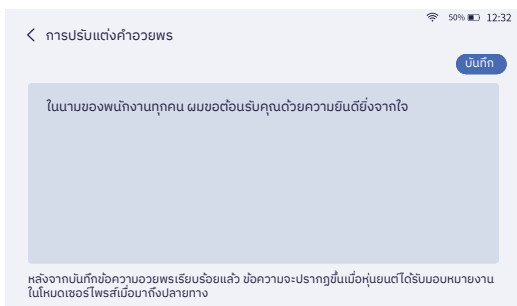 50% 12:32
การปรับแต่งคำอวยพร
บันทึก
ในนามของพนักงานทุกคน ผมขอต้อนรับคุณด้วยความยินดียิ่งจากใจ
หลังจากบันทึกข้อความอวยพรเรียบร้อยแล้ว ข้อความจะปรากฏขึ้นเมื่อหุ่นยนต์ได้รับมอบหมายงาน
ในโหมดเซอร์ไพรส์เมื่อมาถึงปลายทาง